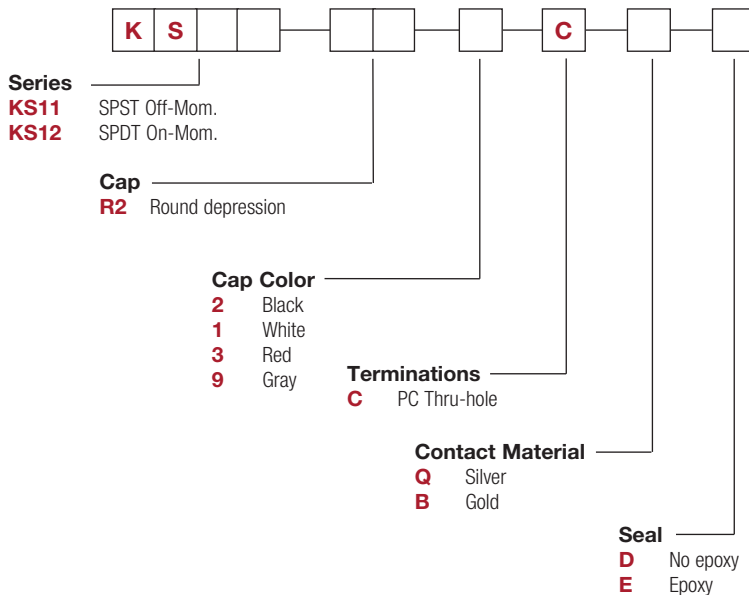 K S C
Series
KS11 SPST Off-Mom.
KS12 SPDT On-Mom.
Cap
R2 Round depression
Cap Color
2 Black
1 White
3 Red
9 Gray
Terminations
C PC Thru-hole
Contact Material
Q Silver
B Gold
Seal
D No epoxy
E Epoxy